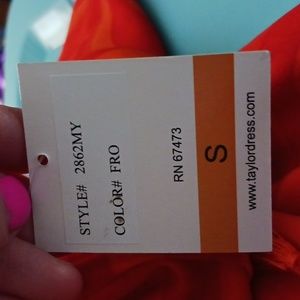 STYLE# 2862MY
COLOR# FRO
RN 67473
S
www.taylordress.com